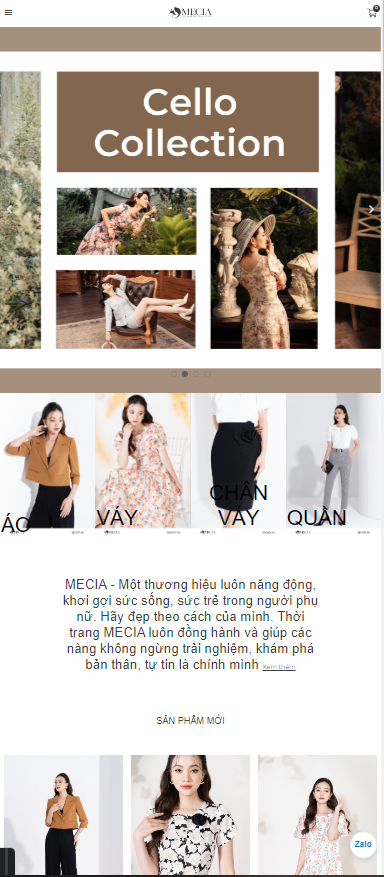 MECIA
0
Cello
Collection
ÁO
VÁY
CHÂN
VÁY
QUẦN
MECIA - Một thương hiệu luôn năng động,
khơi gợi sức sống, sức trẻ trong người phụ
nữ. Hãy đẹp theo cách của mình. Thời
trang MECIA luôn đồng hành và giúp các
nàng không ngừng trải nghiệm, khám phá
bản thân, tự tin là chính mình Xem thêm
SẢN PHẨM MỚI
Zalo